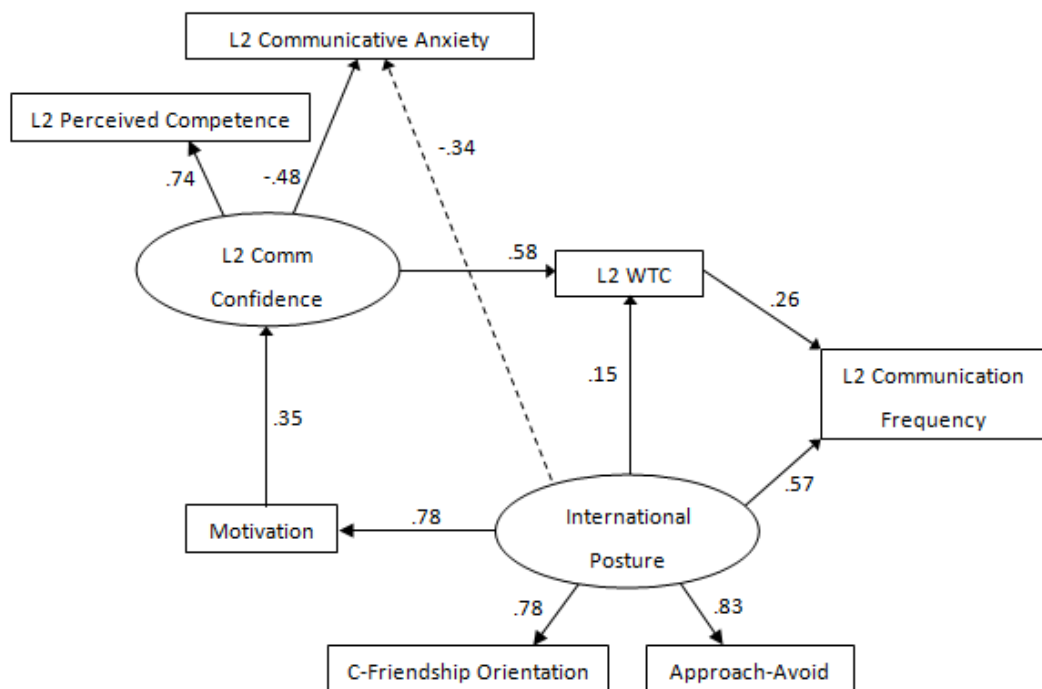 L2 Communicative Anxiety
L2 Perceived Competence
-.34
.74
-.48
L2 Comm
Confidence
.58
L2 WTC
.26
L2 Communication
Frequency
.15
.35
.57
Motivation
.78
International
Posture
.78
.83
C-Friendship Orientation
Approach-Avoid